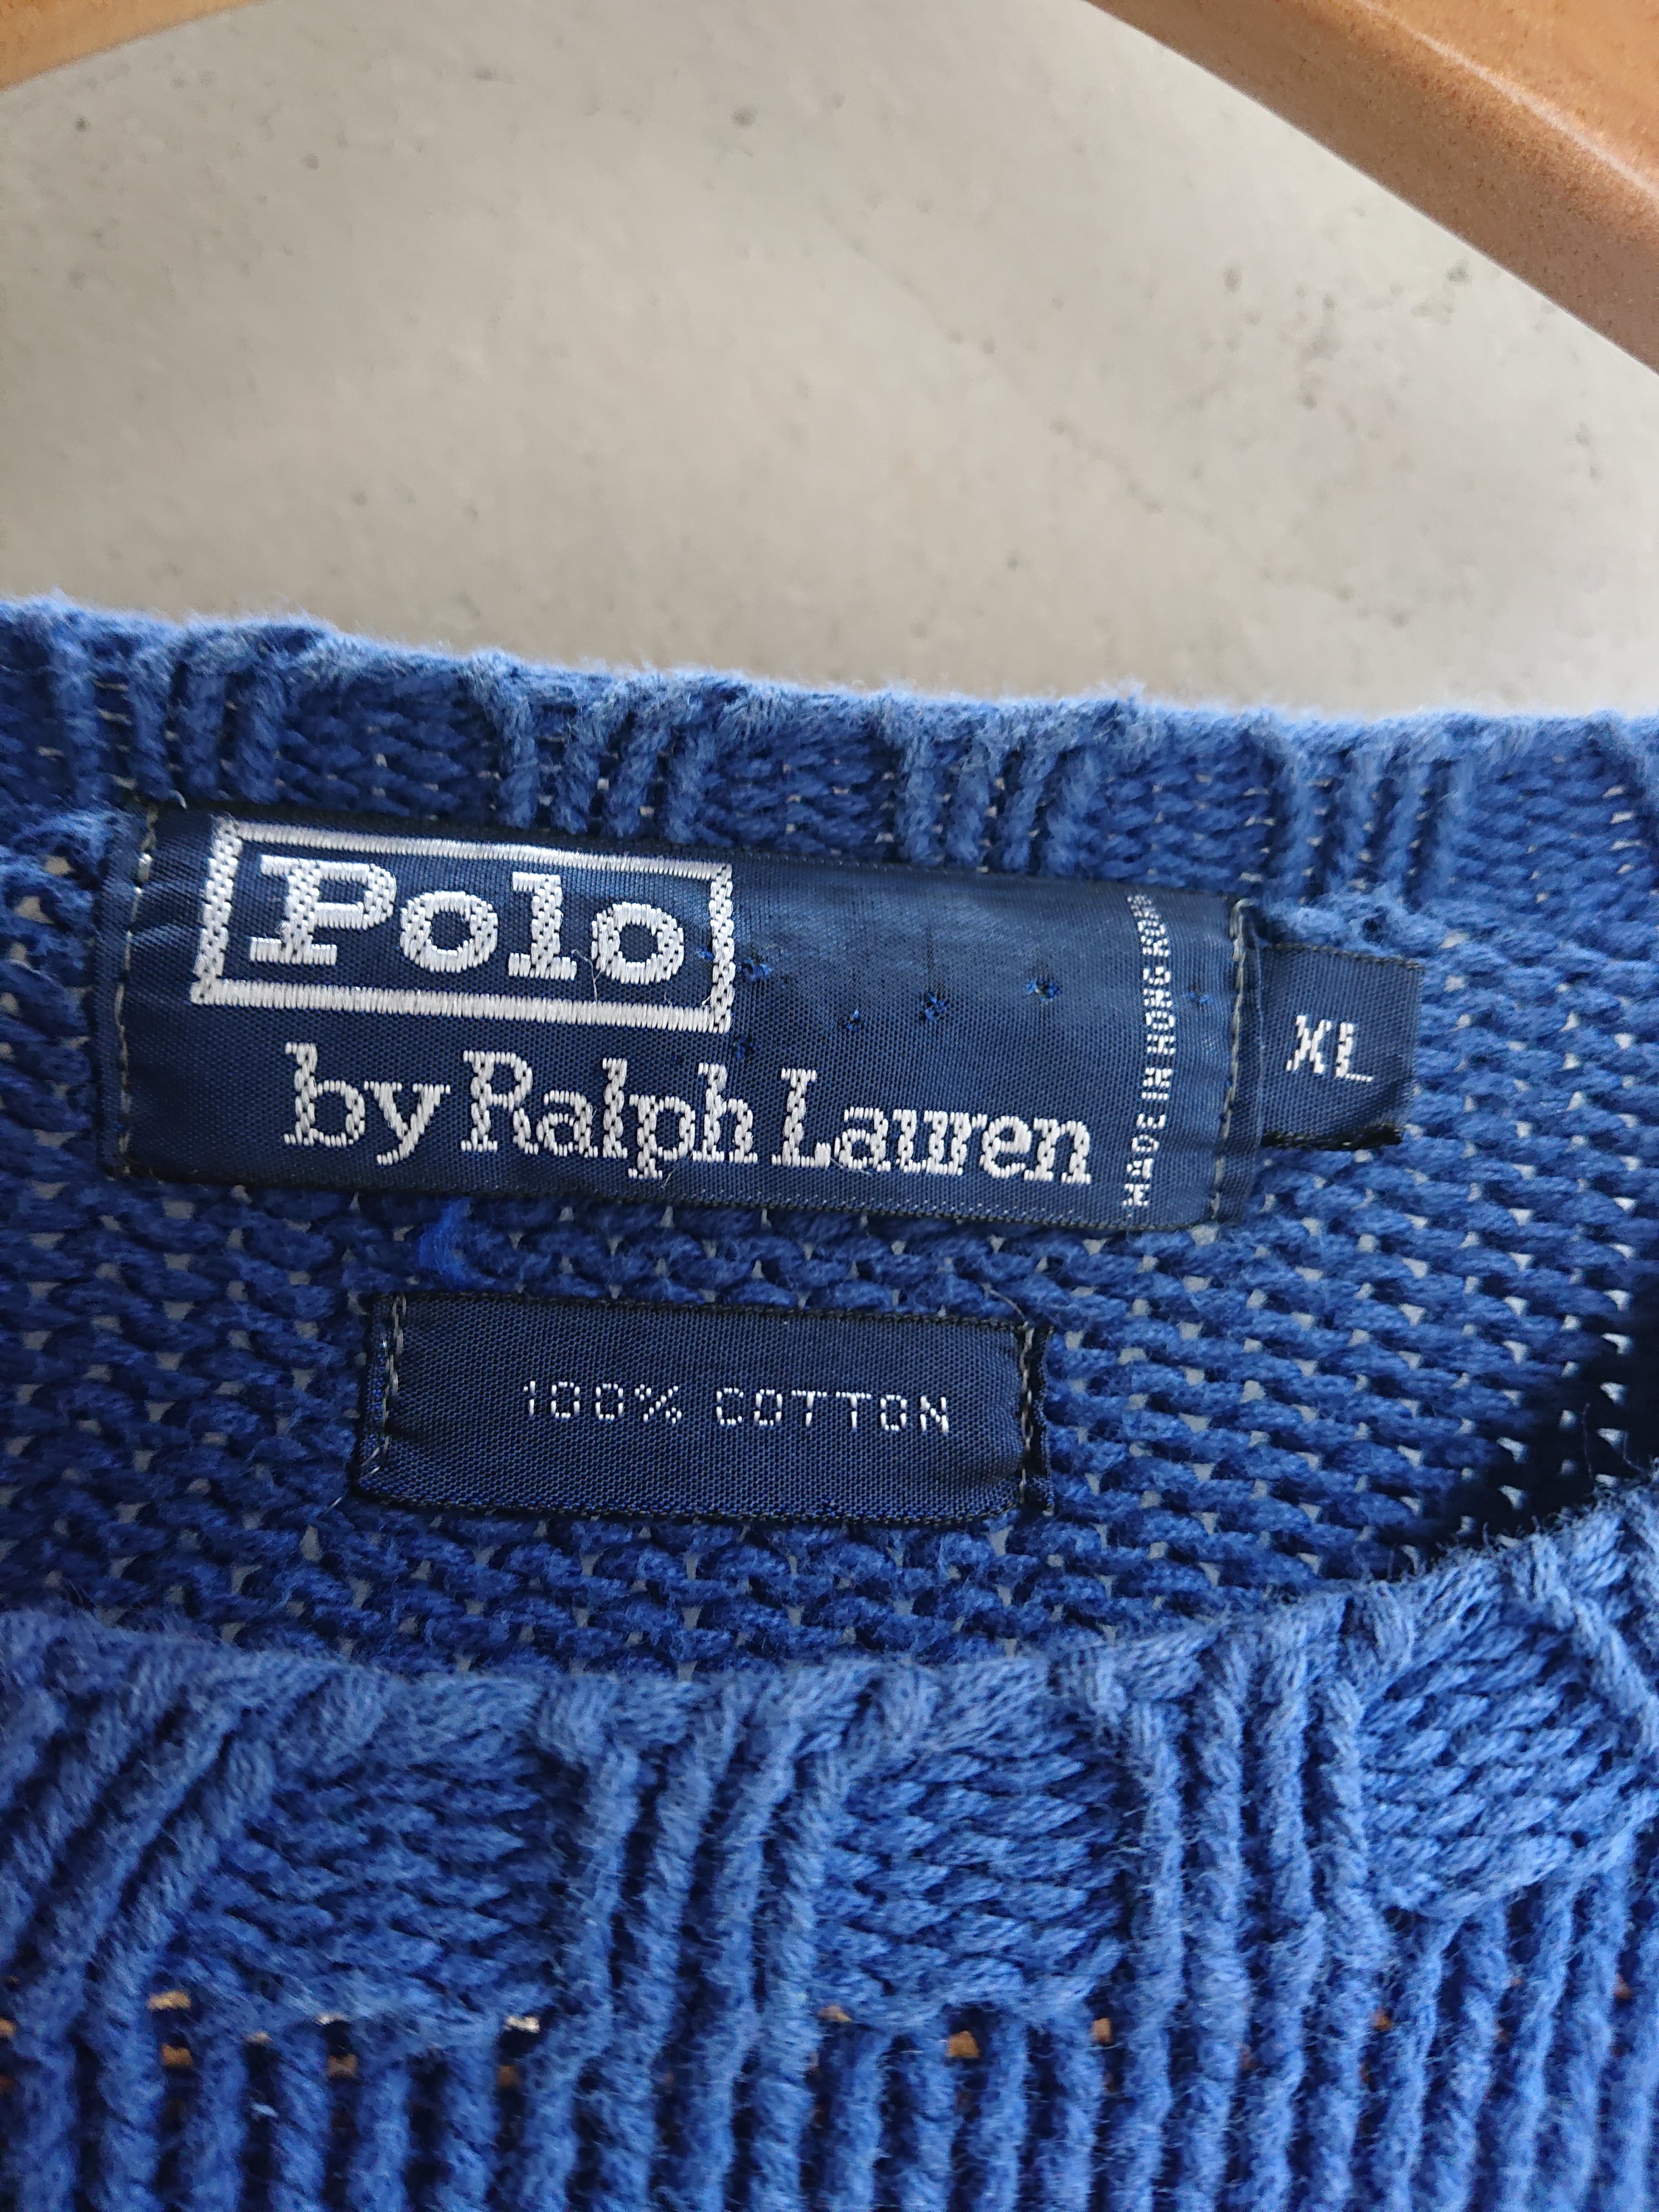 Polo
by Ralph Lauren
MADE IN HONG KONG
XL
100% COTTON